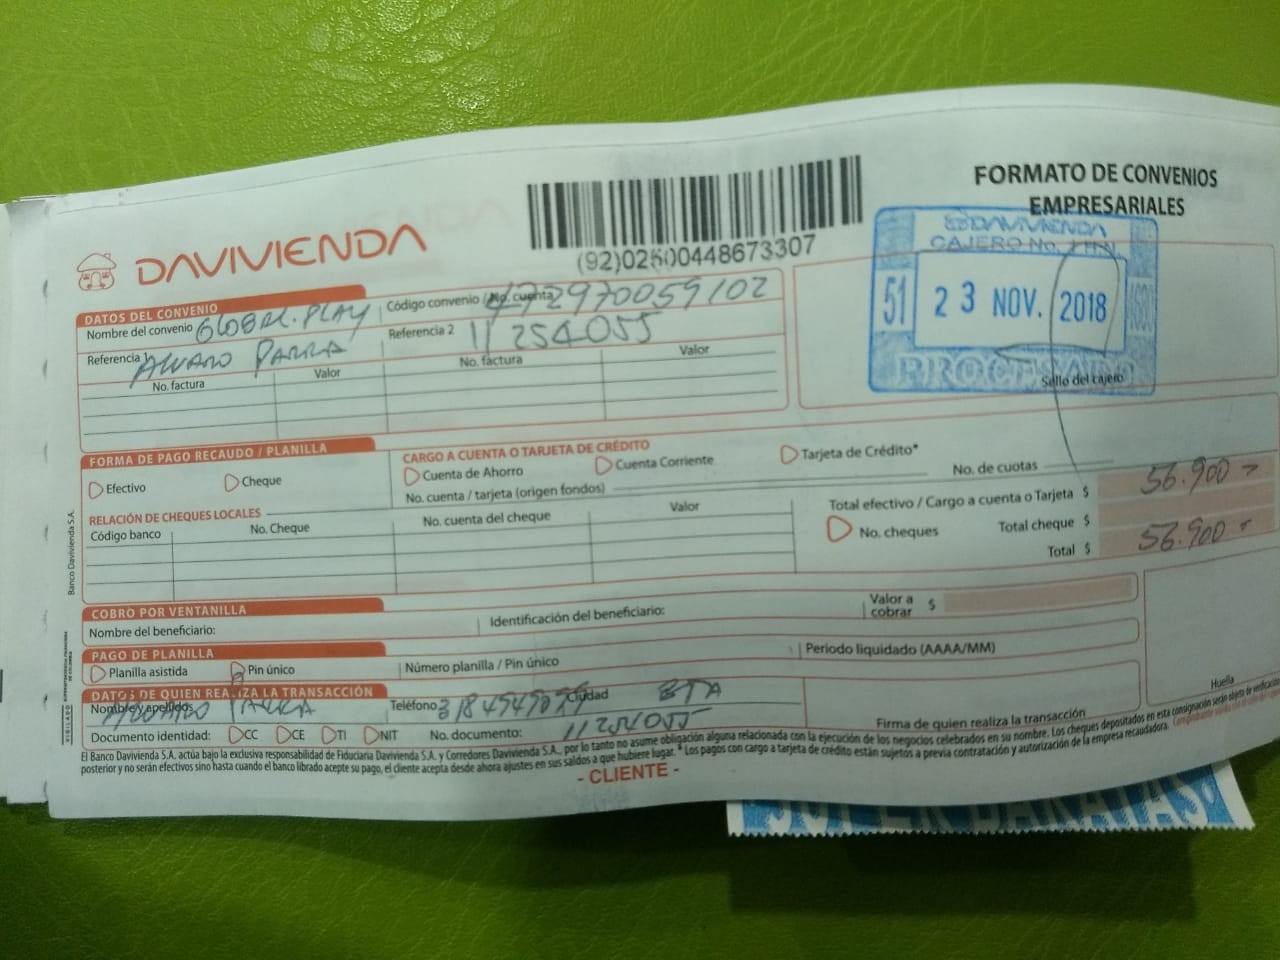 FORMATO DE CONVENIOS
EMPRESARIALES
DAVIVIENDA
(92)02600448673307
DAVIVIENDA
CAJERO No.
51
23 NOV. 2018
PROCESADO
Sello del cajero
DATOS DEL CONVENIO
Nombre del convenio GLOBAL. PLAY Código convenio / No. cuenta 472970059102
Referencia 1 ALVARO PARRA Referencia 2 11254055
No. factura Valor No. factura Valor
FORMA DE PAGO RECAUDO / PLANILLA
Efectivo Cheque
CARGO A CUENTA O TARJETA DE CRÉDITO
Cuenta de Ahorro Cuenta Corriente Tarjeta de Crédito*
No. cuenta / tarjeta (origen fondos) No. de cuotas
RELACIÓN DE CHEQUES LOCALES
Código banco No. Cheque No. cuenta del cheque Valor
Total efectivo / Cargo a cuenta o Tarjeta $ 56.900
No. cheques Total cheque $
Total $ 56.900
COBRO POR VENTANILLA
Nombre del beneficiario: Identificación del beneficiario: Valor a cobrar $
PAGO DE PLANILLA
Planilla asistida Pin único Número planilla / Pin único Periodo liquidado (AAAA/MM)
DATOS DE QUIEN REALIZA LA TRANSACCIÓN
Nombre y apellidos ALVARO PARRA Teléfono Ciudad BTA
Documento identidad: CC CE TI NIT No. documento: 11254055 Firma de quien realiza la transacción
Huella
El Banco Davivienda S.A. actúa bajo la exclusiva responsabilidad de Fiduciaria Davivienda S.A. y Corredores Davivienda S.A., por lo tanto no asume obligación alguna relacionada con la ejecución de los negocios celebrados en su nombre. Los cheques depositados en esta consignación serán objeto de verificación
posterior y no serán efectivos sino hasta cuando el banco librado acepte su pago, el cliente acepta desde ahora ajustes en sus saldos a que hubiere lugar. * Los pagos con cargo a tarjeta de crédito están sujetos a previa contratación y autorización de la empresa recaudadora.
- CLIENTE -
Banco Davivienda S.A.
VIGILADO SUPERINTENDENCIA FINANCIERA DE COLOMBIA